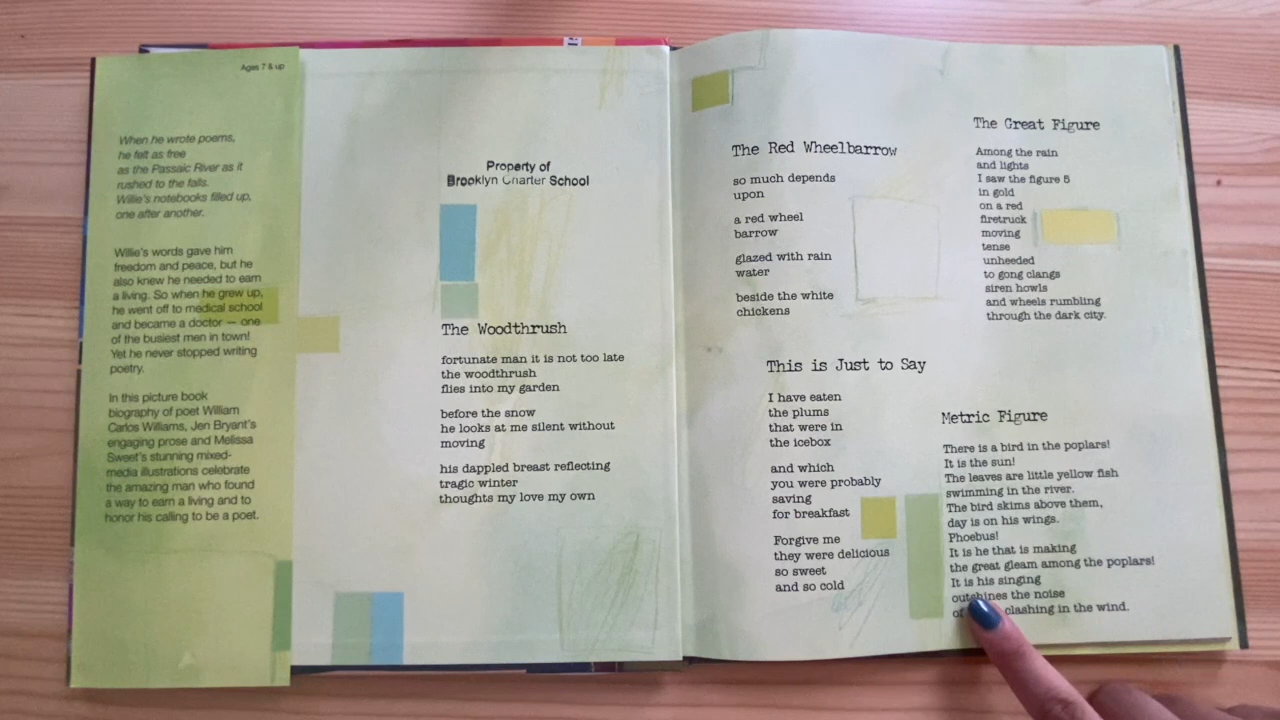 Ages 7 & up
When he wrote poems,
he felt as free
as the Passaic River as it
rushed to the falls.
Willie's notebooks filled up,
one after another.
Willie's words gave him
freedom and peace, but he
also knew he needed to earn
a living. So when he grew up,
he went off to medical school
and became a doctor — one
of the busiest men in town!
Yet he never stopped writing
poetry.
In this picture book
biography of poet William
Carlos Williams, Jen Bryant's
engaging prose and Melissa
Sweet's stunning mixed-
media illustrations celebrate
the amazing man who found
a way to earn a living and to
honor his calling to be a poet.
Property of
Brooklyn Charter School
The Woodthrush
fortunate man it is not too late
the woodthrush
flies into my garden
before the snow
he looks at me silent without
moving
his dappled breast reflecting
tragic winter
thoughts my love my own
The Red Wheelbarrow
so much depends
upon
a red wheel
barrow
glazed with rain
water
beside the white
chickens
This is Just to Say
I have eaten
the plums
that were in
the icebox
and which
you were probably
saving
for breakfast
Forgive me
they were delicious
so sweet
and so cold
The Great Figure
Among the rain
and lights
I saw the figure 5
in gold
on a red
firetruck
moving
tense
unheeded
to gong clangs
siren howls
and wheels rumbling
through the dark city.
Metric Figure
There is a bird in the poplars!
It is the sun!
The leaves are little yellow fish
swimming in the river.
The bird skims above them,
day is on his wings.
Phoebus!
It is he that is making
the great gleam among the poplars!
It is his singing
outshines the noise
of clashing in the wind.